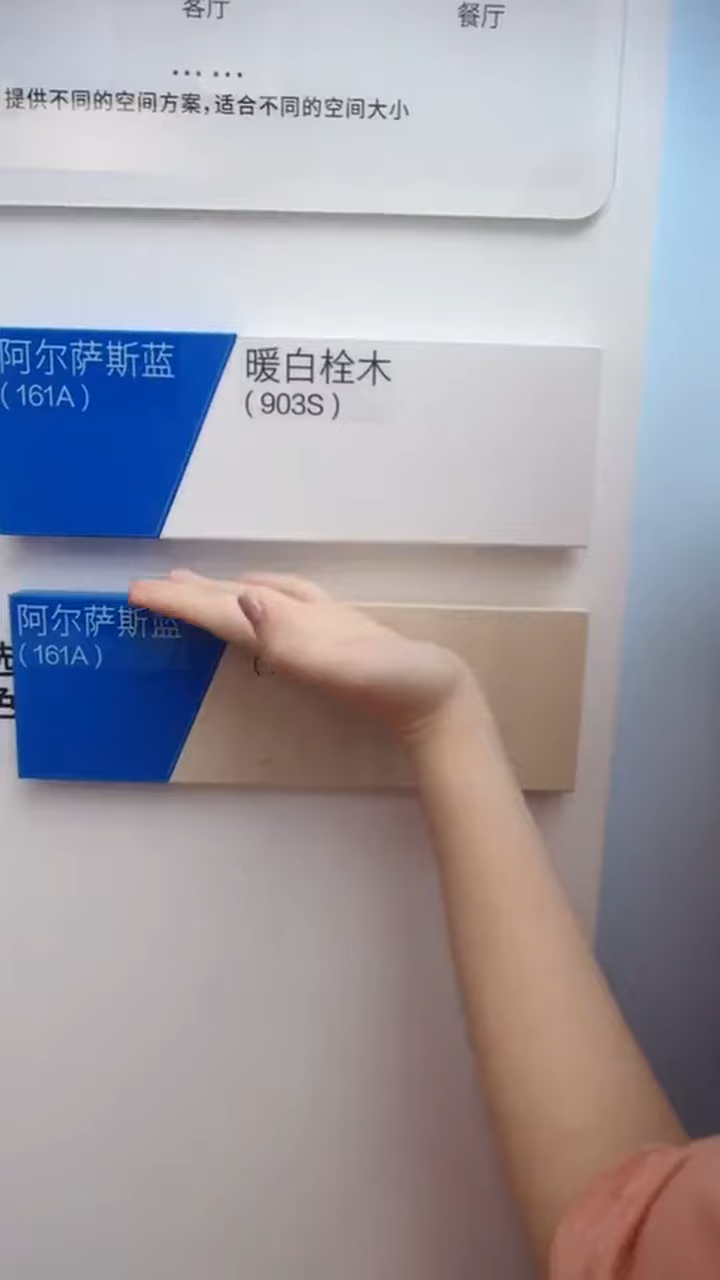 客厅
餐厅
…… 
提供不同的空间方案，适合不同的空间大小
阿尔萨斯蓝
（161A）
暖白栓木
（903S）
阿尔萨斯蓝
（161A）
选
色